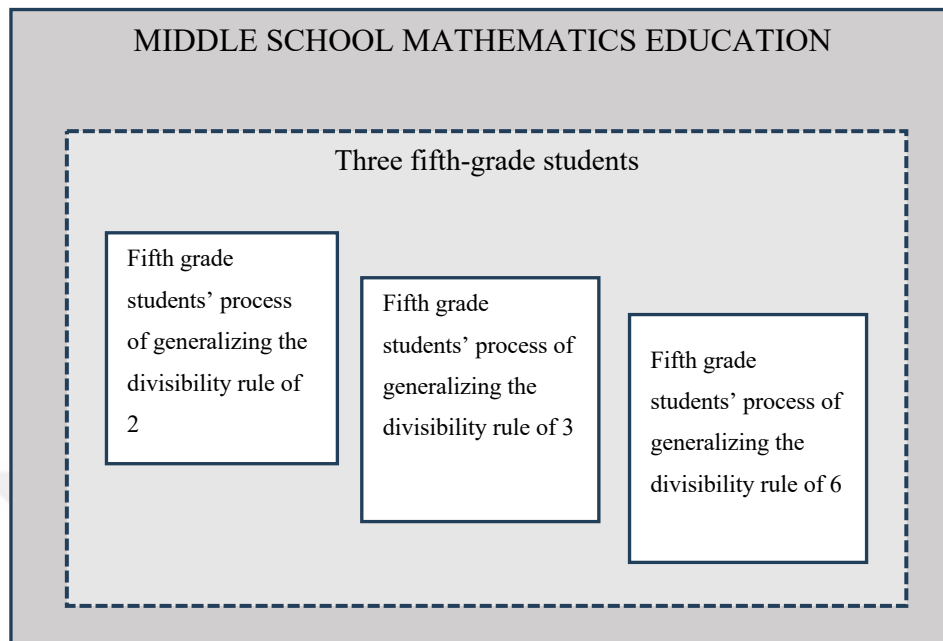 MIDDLE SCHOOL MATHEMATICS EDUCATION
Three fifth-grade students
Fifth grade
students’ process
of generalizing the
divisibility rule of
2
Fifth grade
students’ process of
generalizing the
divisibility rule of 3
Fifth grade
students’ process of
generalizing the
divisibility rule of 6